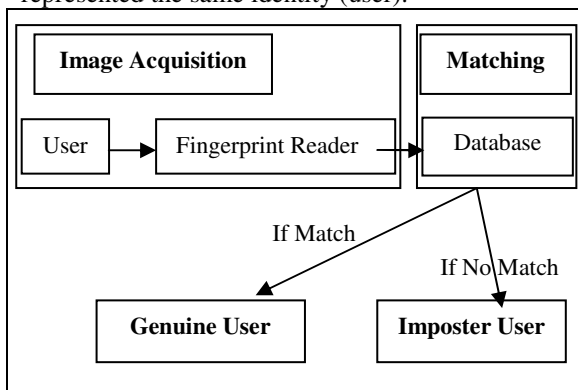 represented the same identity (user).
Image Acquisition
Matching
User
Fingerprint Reader
Database
If Match
If No Match
Genuine User
Imposter User